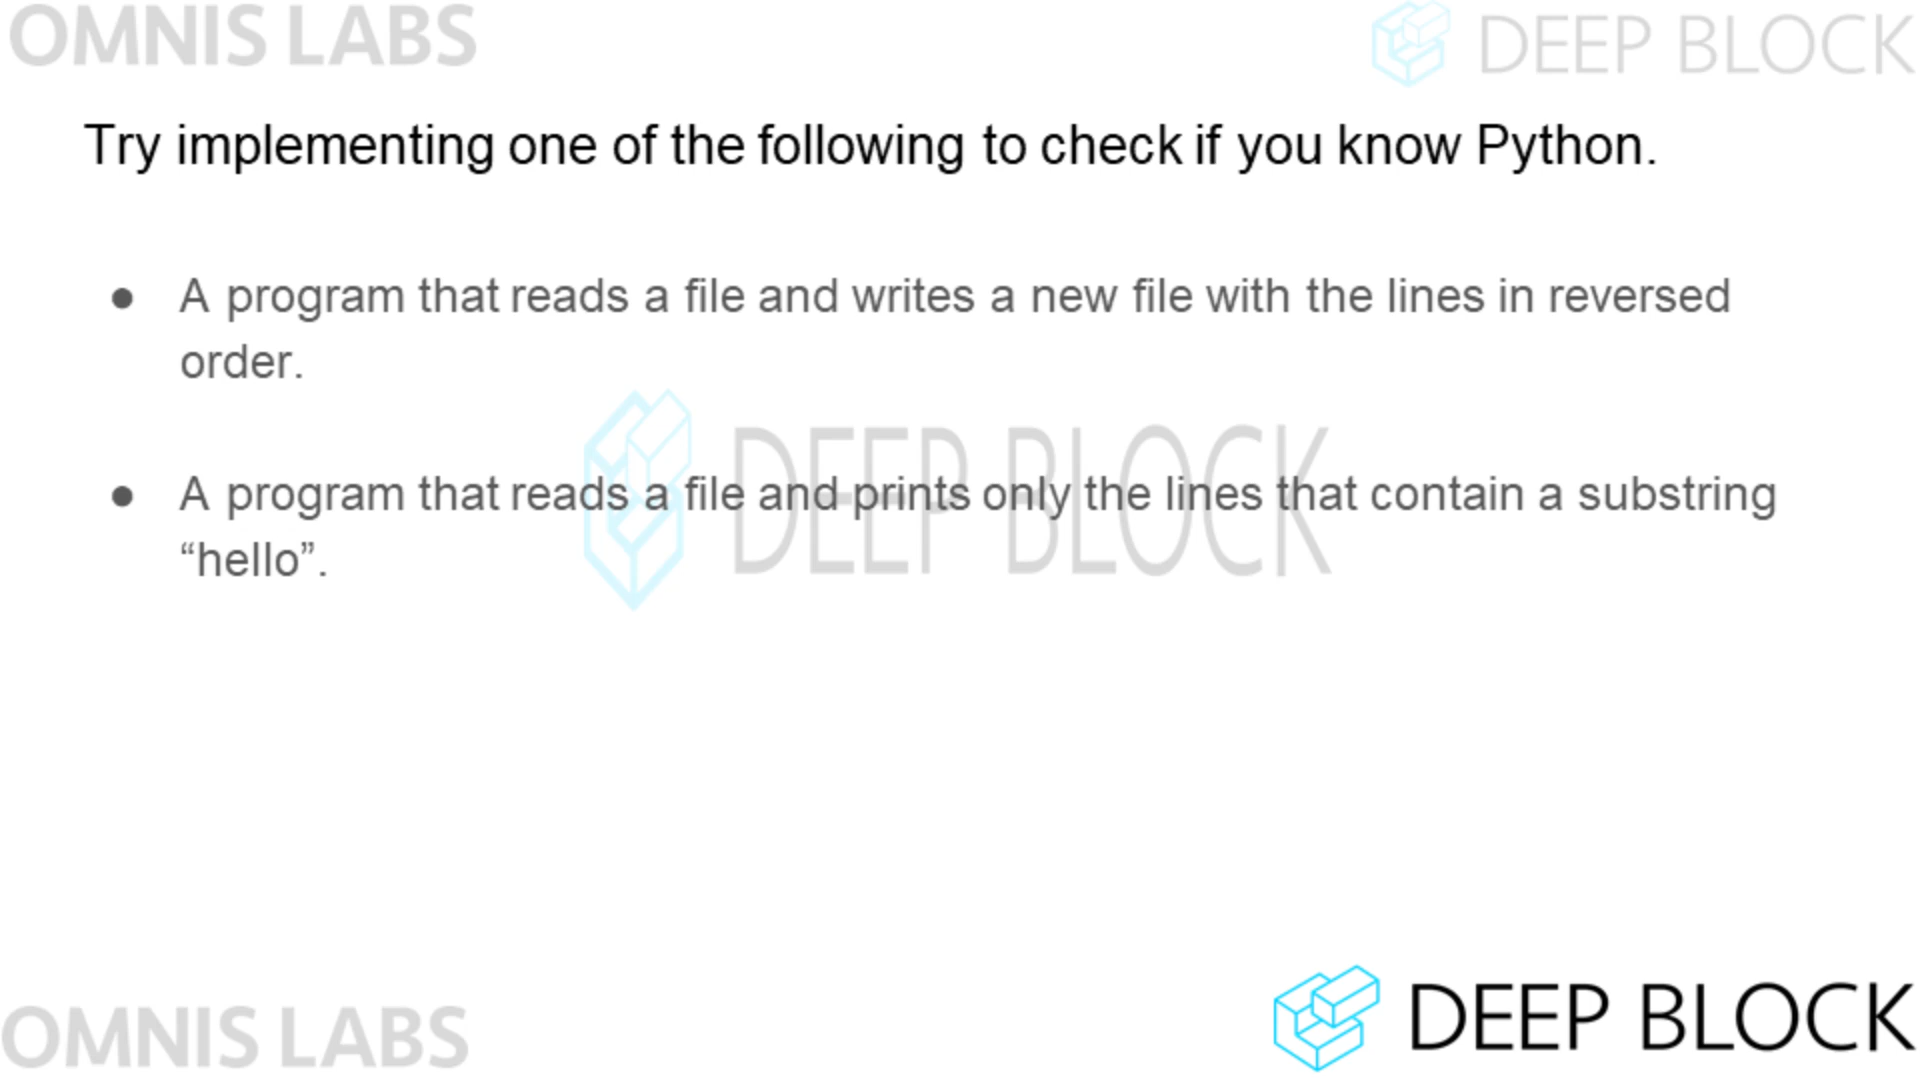 OMNIS LABS
DEEP BLOCK
Try implementing one of the following to check if you know Python.
● A program that reads a file and writes a new file with the lines in reversed
order.
DEEP BLOCK
● A program that reads a file and prints only the lines that contain a substring
“hello”.
OMNIS LABS
DEEP BLOCK